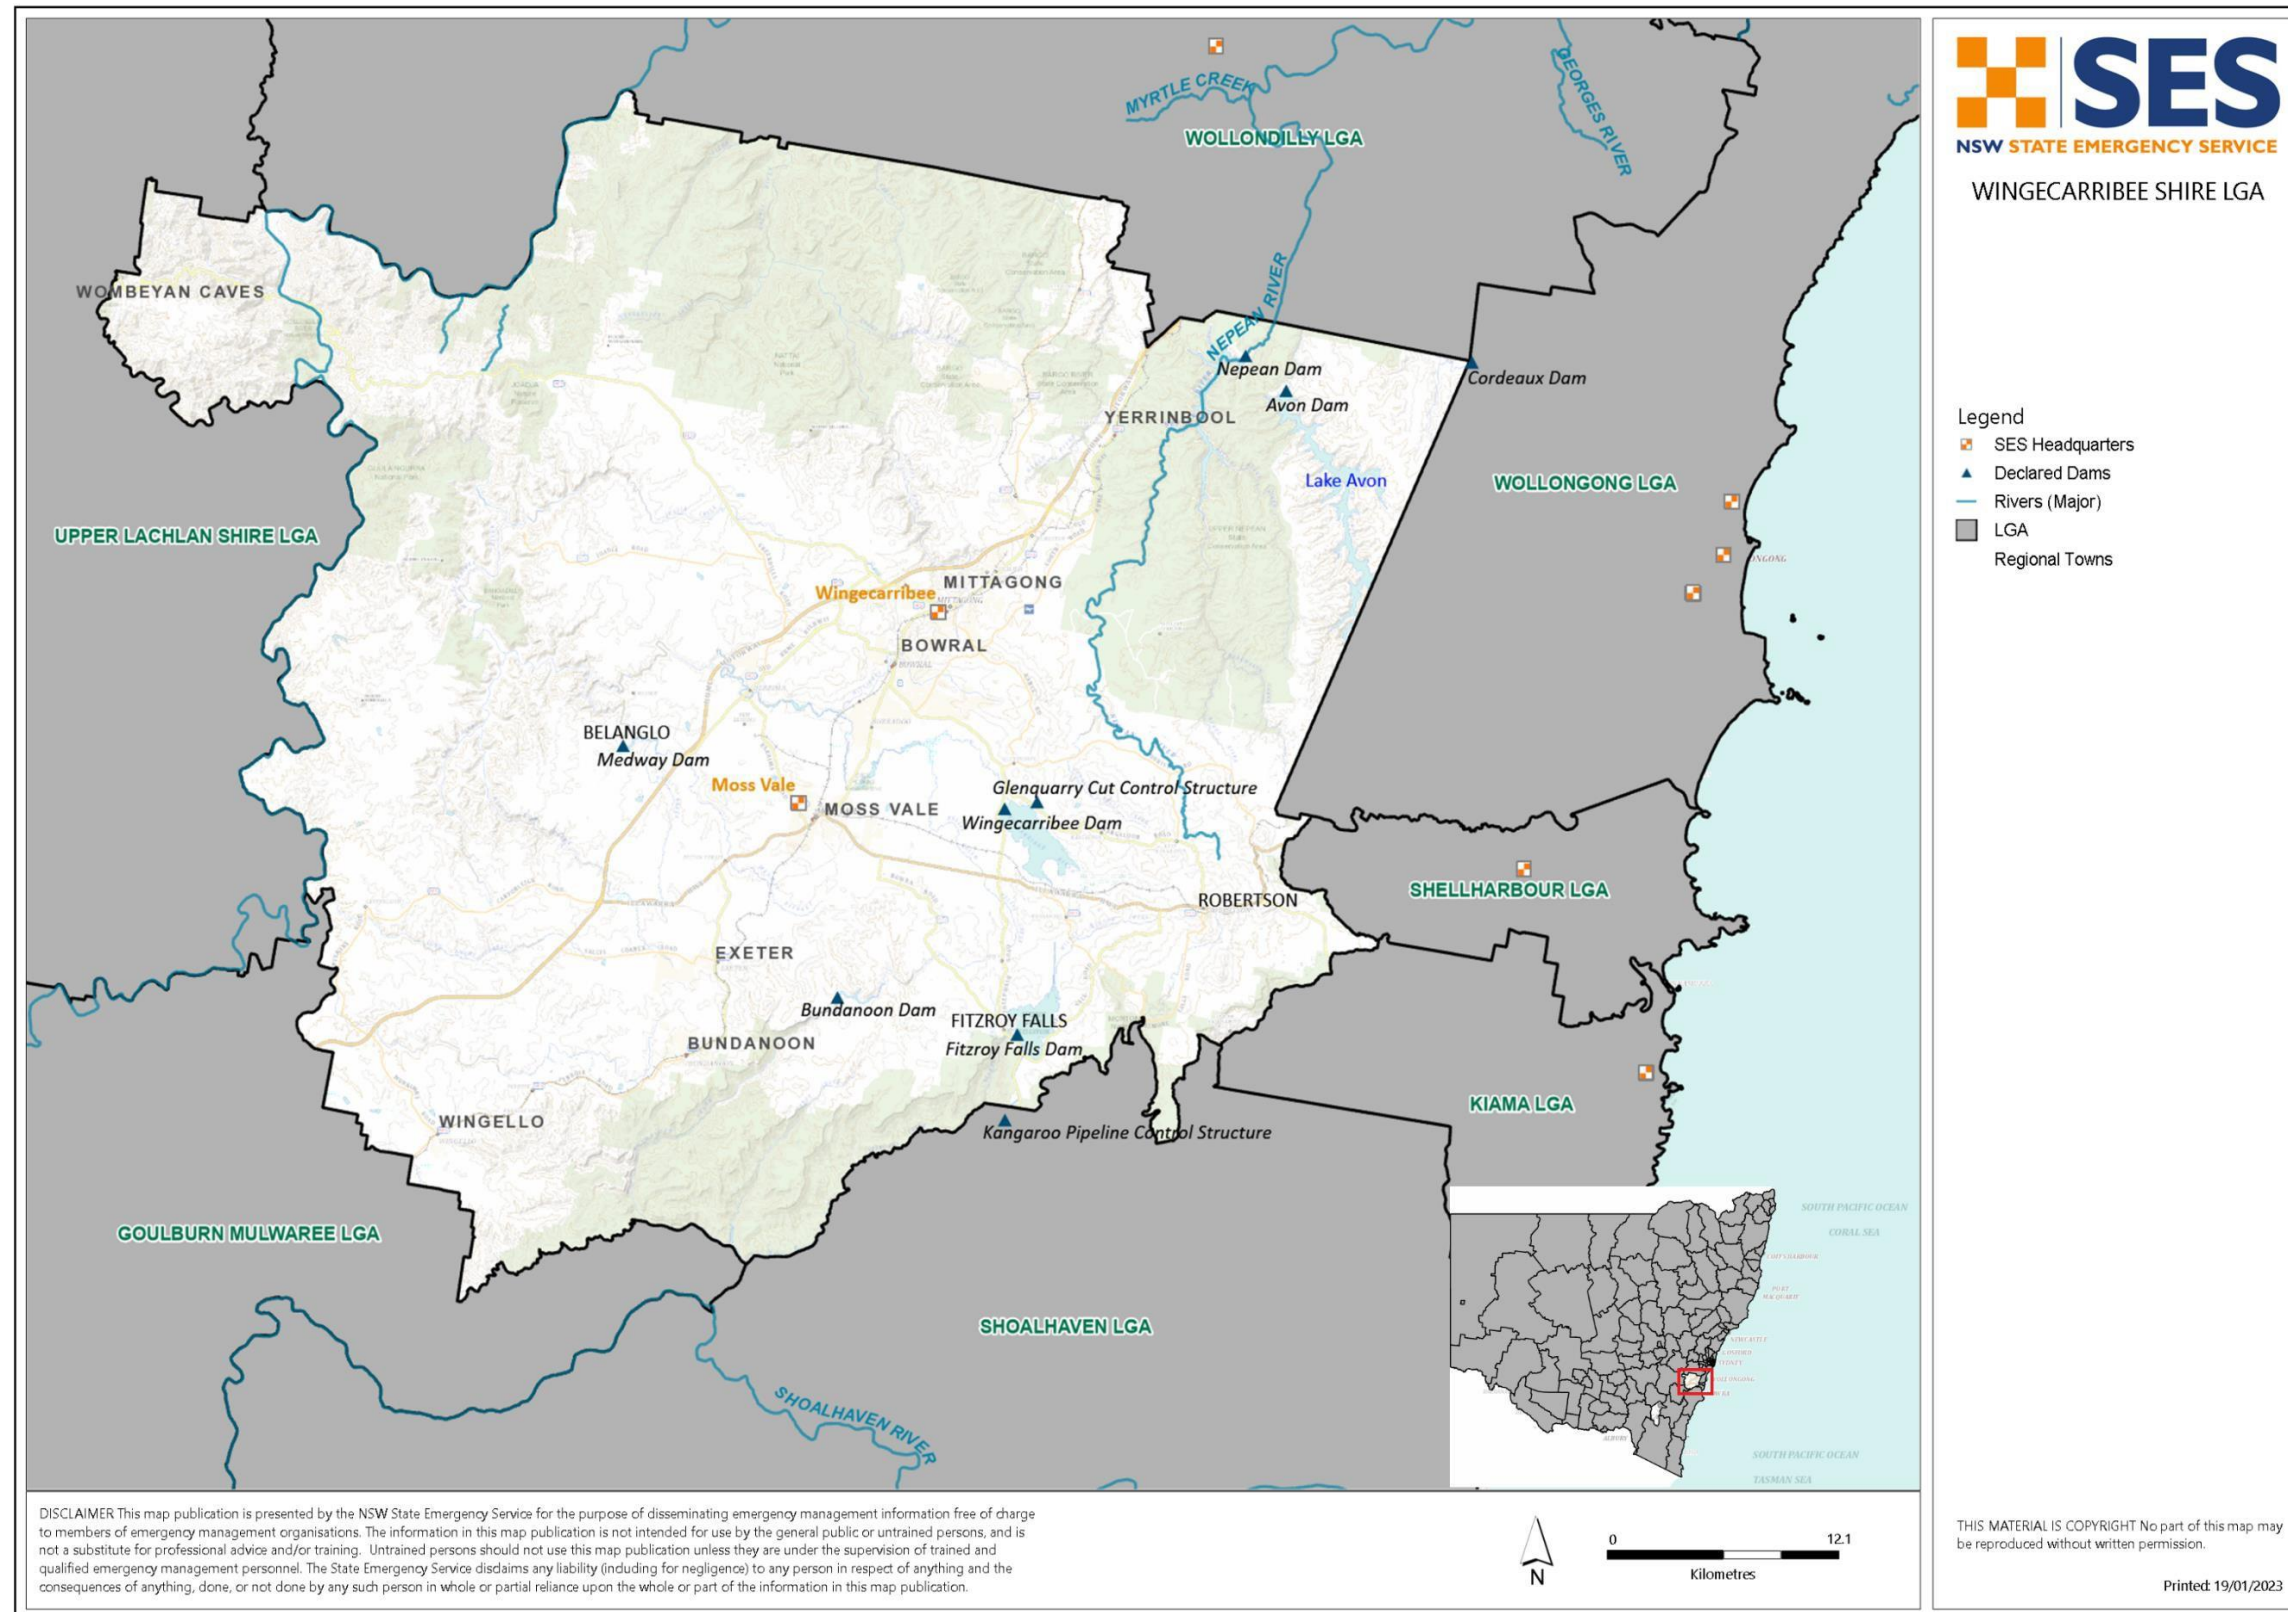 MYRTLE CREEK
GEORGES RIVER
WOLLONDILLY LGA
WOMBEYAN CAVES
NEPEAN RIVER
Nepean Dam
Cordeaux Dam
Avon Dam
YERRINBOOL
Lake Avon
WOLLONGONG LGA
UPPER LACHLAN SHIRE LGA
MITTAGONG
Wingecarribee
BOWRAL
BELANGLO
Medway Dam
Moss Vale
MOSS VALE
Glenquarry Cut Control Structure
Wingecarribee Dam
SHELLHARBOUR LGA
ROBERTSON
EXETER
Bundanoon Dam
FITZROY FALLS
Fitzroy Falls Dam
BUNDANOON
KIAMA LGA
WINGELLO
Kangaroo Pipeline Control Structure
GOULBURN MULWAREE LGA
SHOALHAVEN LGA
SHOALHAVEN RIVER
SOUTH PACIFIC OCEAN
CORAL SEA
SOUTH PACIFIC OCEAN
TASMAN SEA
SES
NSW STATE EMERGENCY SERVICE
WINGECARRIBEE SHIRE LGA
Legend
SES Headquarters
Declared Dams
Rivers (Major)
LGA
Regional Towns
DISCLAIMER This map publication is presented by the NSW State Emergency Service for the purpose of disseminating emergency management information free of charge
to members of emergency management organisations. The information in this map publication is not intended for use by the general public or untrained persons, and is
not a substitute for professional advice and/or training. Untrained persons should not use this map publication unless they are under the supervision of trained and
qualified emergency management personnel. The State Emergency Service disclaims any liability (including for negligence) to any person in respect of anything and the
consequences of anything, done, or not done by any such person in whole or partial reliance upon the whole or part of the information in this map publication.
N
0 12.1
Kilometres
THIS MATERIAL IS COPYRIGHT No part of this map may
be reproduced without written permission.
Printed: 19/01/2023